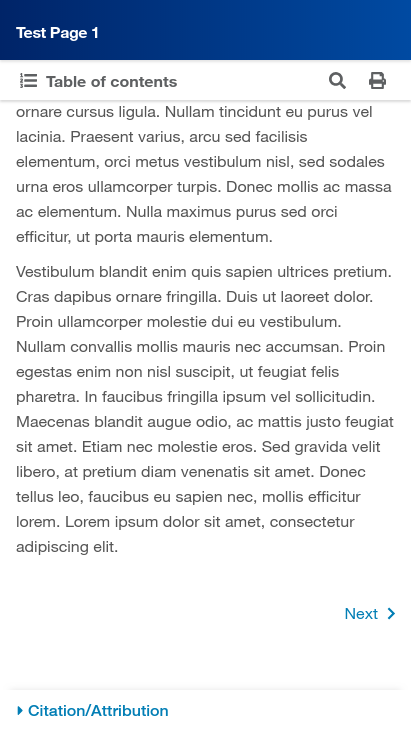 Test Page 1
Table of contents
ornare cursus ligula. Nullam tincidunt eu purus vel
lacinia. Praesent varius, arcu sed facilisis
elementum, orci metus vestibulum nisl, sed sodales
urna eros ullamcorper turpis. Donec mollis ac massa
ac elementum. Nulla maximus purus sed orci
efficitur, ut porta mauris elementum.
Vestibulum blandit enim quis sapien ultrices pretium.
Cras dapibus ornare fringilla. Duis ut laoreet dolor.
Proin ullamcorper molestie dui eu vestibulum.
Nullam convallis mollis mauris nec accumsan. Proin
egestas enim non nisl suscipit, ut feugiat felis
pharetra. In faucibus fringilla ipsum vel sollicitudin.
Maecenas blandit augue odio, ac mattis justo feugiat
sit amet. Etiam nec molestie eros. Sed gravida velit
libero, at pretium diam venenatis sit amet. Donec
tellus leo, faucibus eu sapien nec, mollis efficitur
lorem. Lorem ipsum dolor sit amet, consectetur
adipiscing elit.
Next
Citation/Attribution